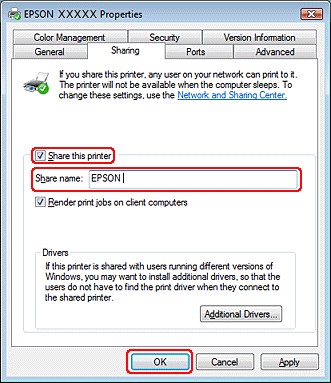 EPSON XXXXX Properties
Color Management Security Version Information
General Sharing Ports Advanced
If you share this printer, any user on your network can print to it.
The printer will not be available when the computer sleeps. To
change these settings, use the Network and Sharing Center.
Share this printer
Share name: EPSON
Render print jobs on client computers
Drivers
If this printer is shared with users running different versions of
Windows, you may want to install additional drivers, so that the
users do not have to find the print driver when they connect to
the shared printer.
Additional Drivers...
OK Cancel Apply